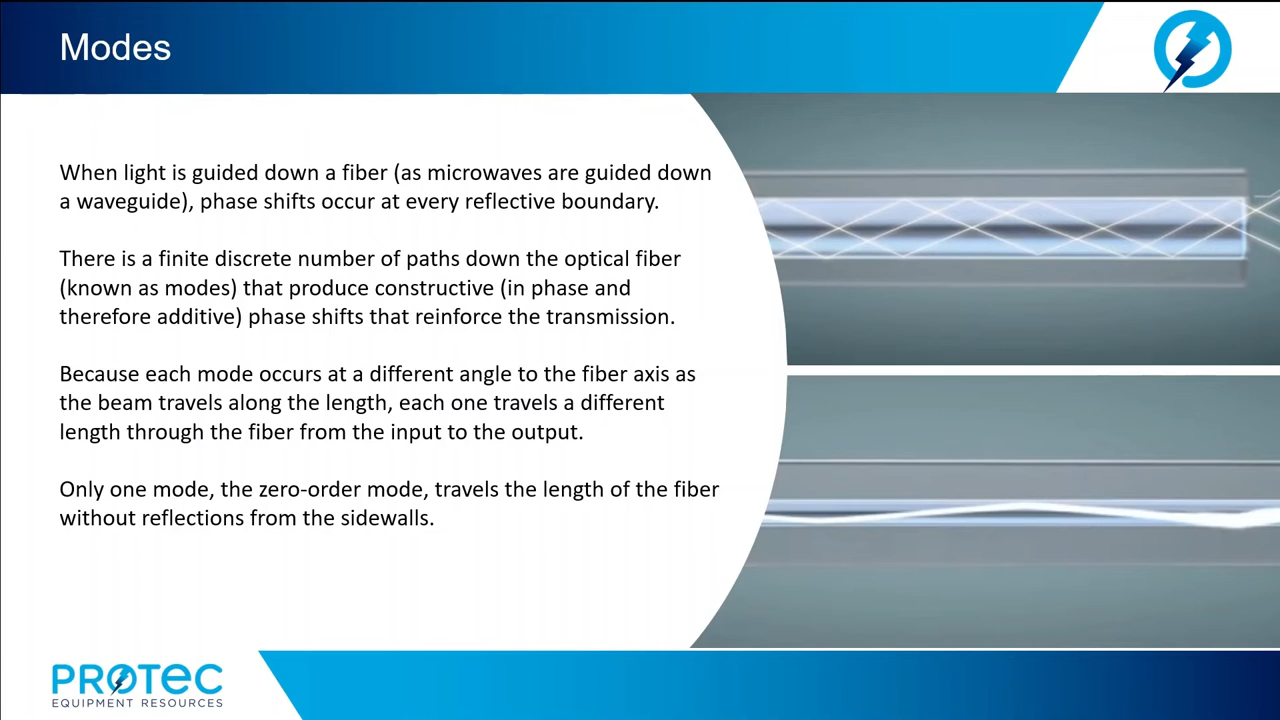 Modes
When light is guided down a fiber (as microwaves are guided down
a waveguide), phase shifts occur at every reflective boundary.
There is a finite discrete number of paths down the optical fiber
(known as modes) that produce constructive (in phase and
therefore additive) phase shifts that reinforce the transmission.
Because each mode occurs at a different angle to the fiber axis as
the beam travels along the length, each one travels a different
length through the fiber from the input to the output.
Only one mode, the zero-order mode, travels the length of the fiber
without reflections from the sidewalls.
PROTEC
EQUIPMENT RESOURCES